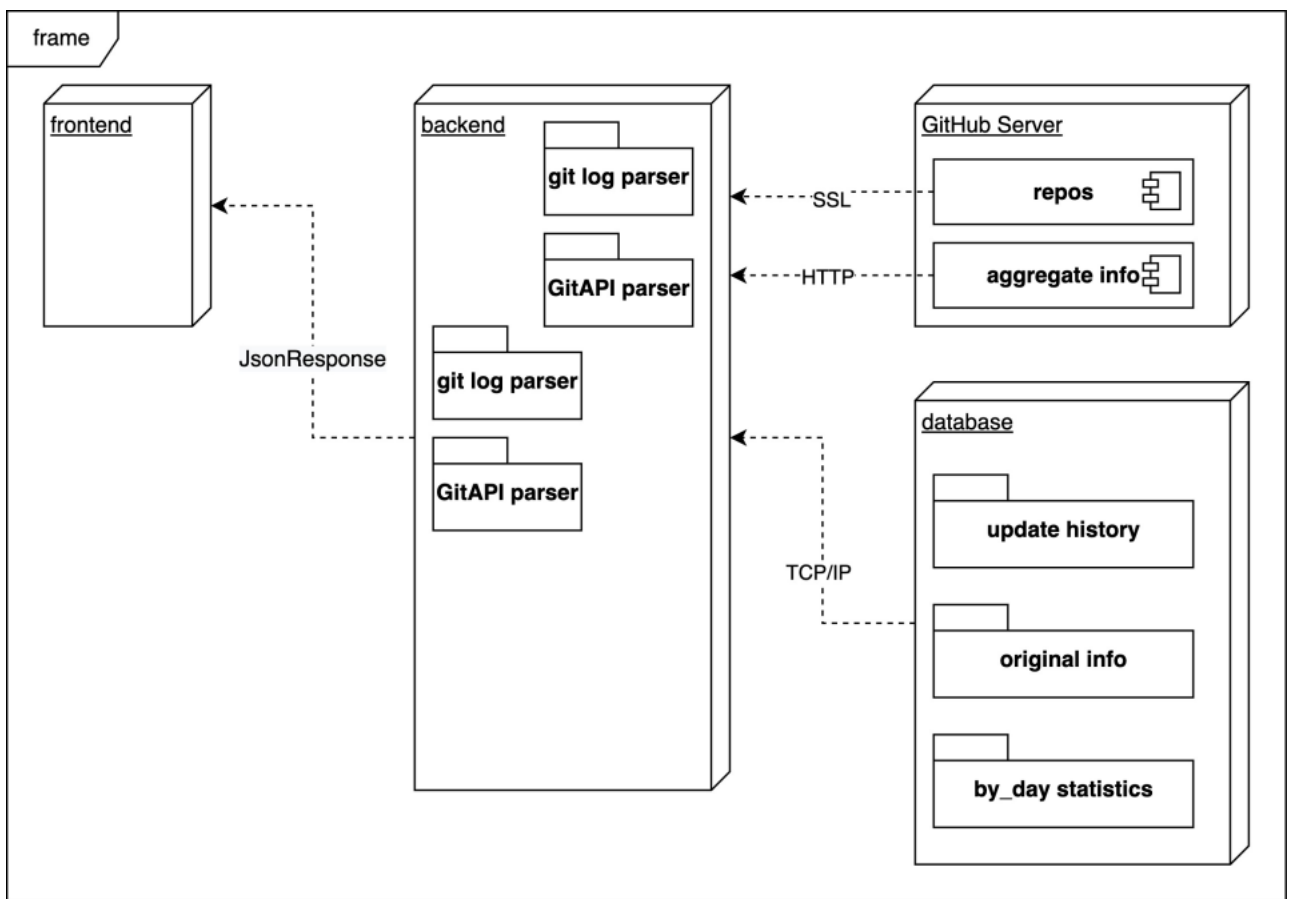 frame
frontend
backend
git log parser
GitAPI parser
git log parser
GitAPI parser
JsonResponse
SSL
HTTP
TCP/IP
GitHub Server
repos
aggregate info
database
update history
original info
by_day statistics